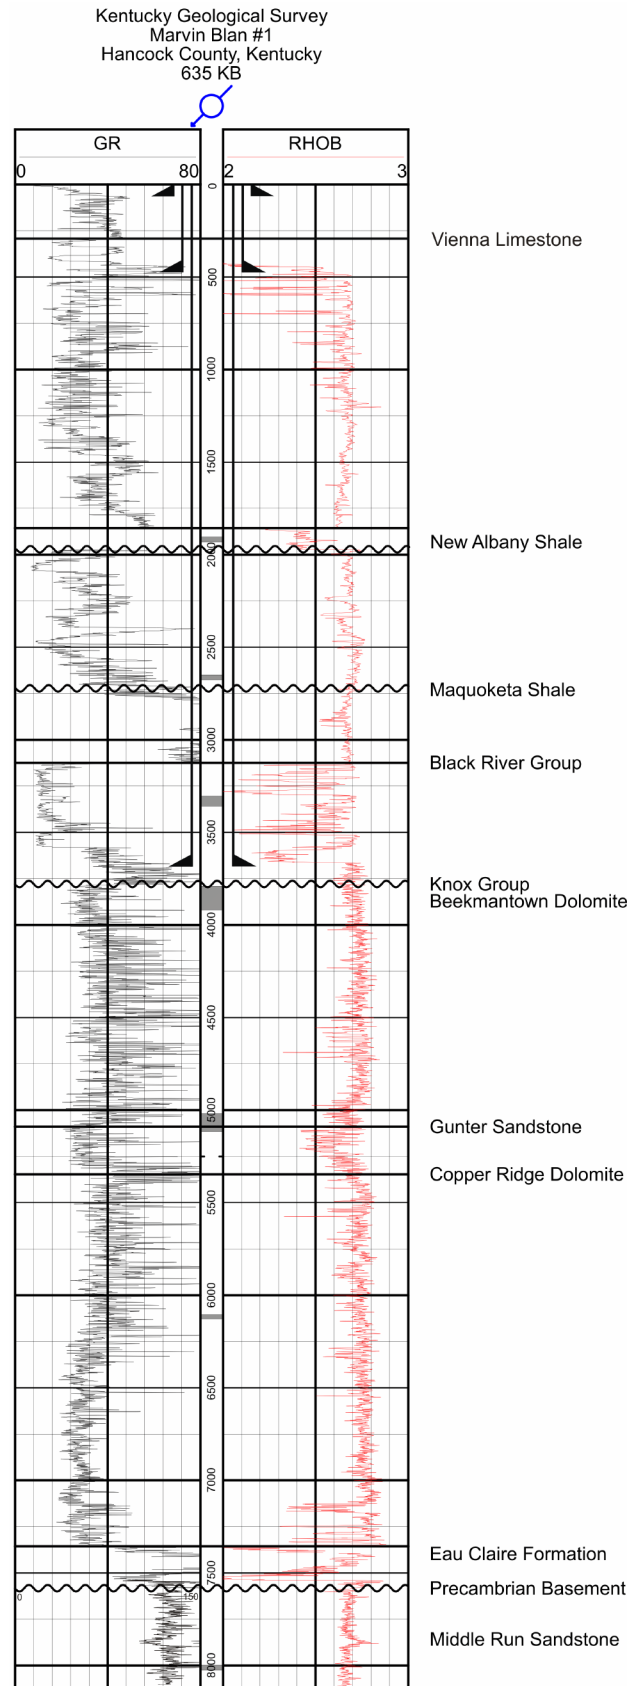 Kentucky Geological Survey
Marvin Blan #1
Hancock County, Kentucky
635 KB
GR
RHOB
0
80
2
3
0
Vienna Limestone
500
1000
1500
New Albany Shale
2000
2500
Maquoketa Shale
3000
Black River Group
3500
Knox Group
Beekmantown Dolomite
4000
4500
5000
Gunter Sandstone
Copper Ridge Dolomite
5500
6000
6500
7000
Eau Claire Formation
7500
Precambrian Basement
0
150
Middle Run Sandstone
8000